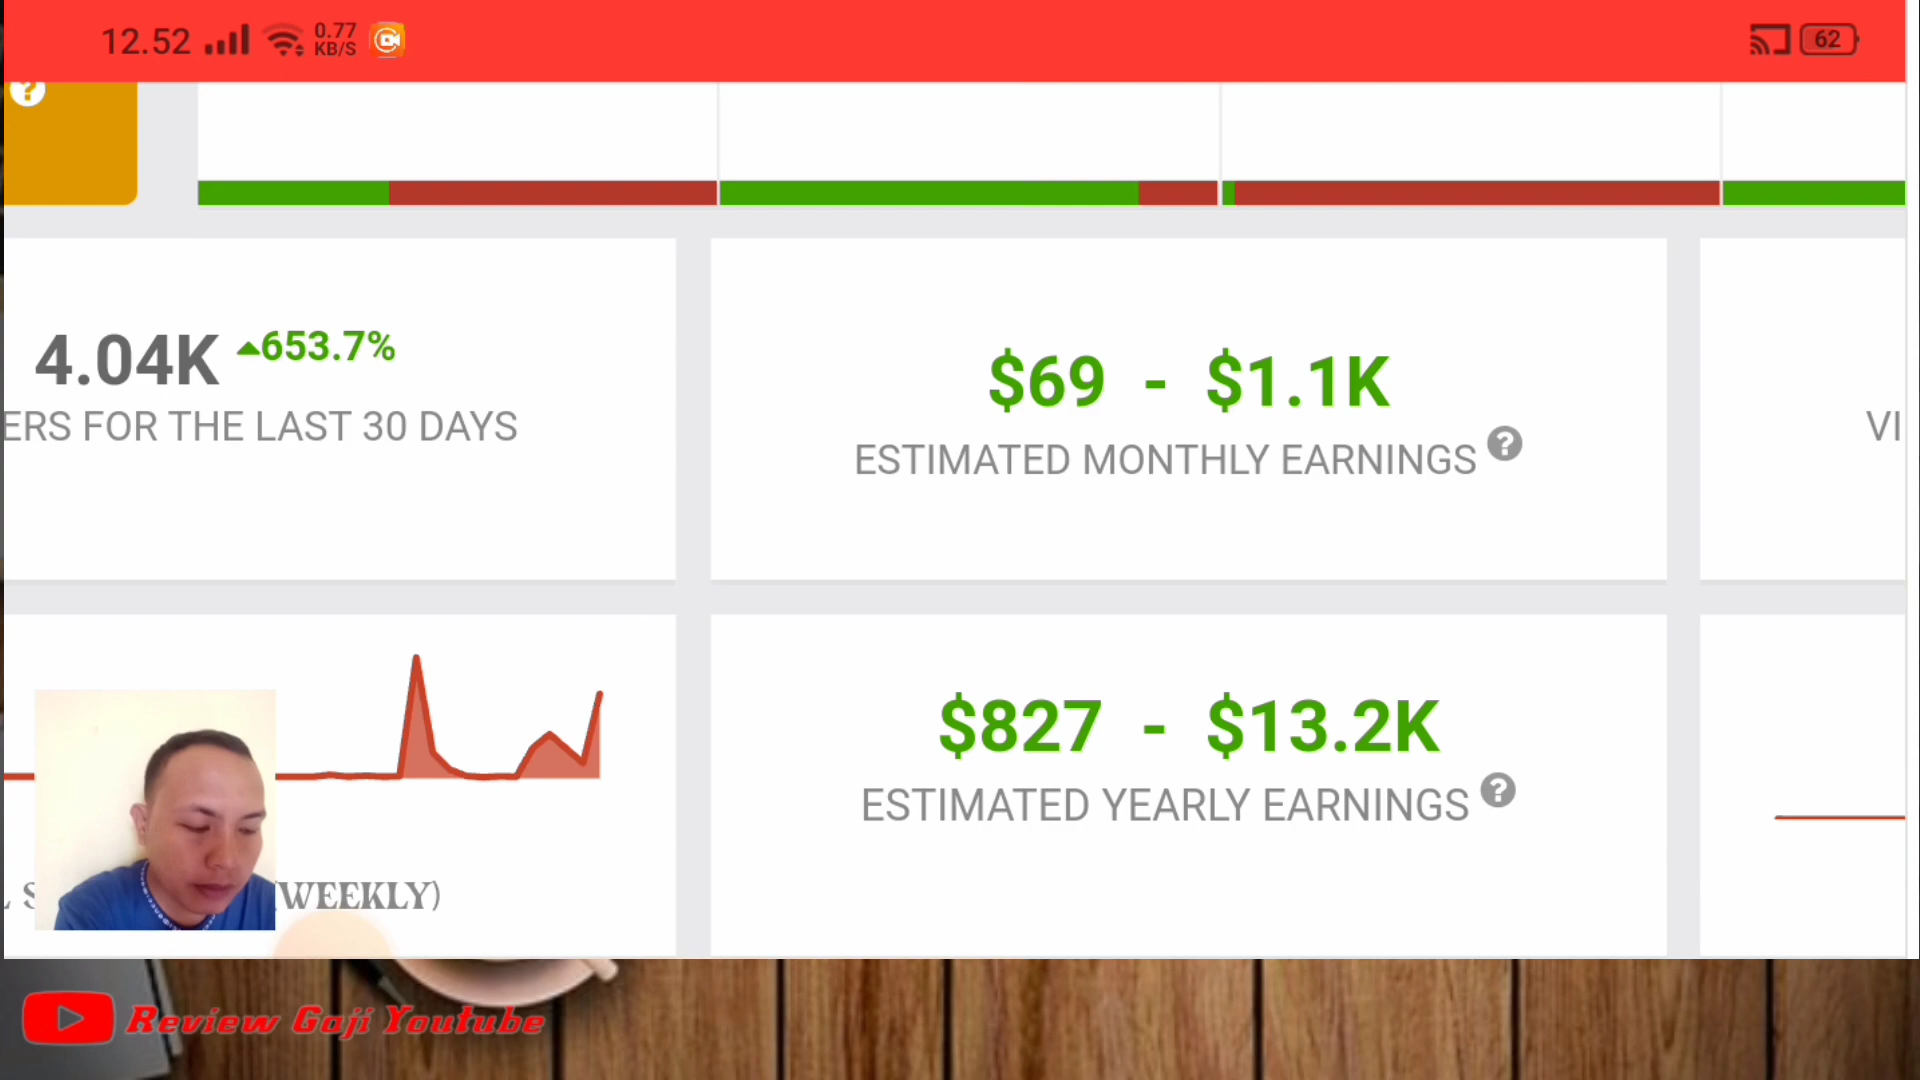 12.52
0.77
KB/S
62
?
4.04K 653.7%
ERS FOR THE LAST 30 DAYS
$69 - $1.1K
ESTIMATED MONTHLY EARNINGS ?
VI
$827 - $13.2K
ESTIMATED YEARLY EARNINGS ?
(WEEKLY)
Review Gaji Youtube